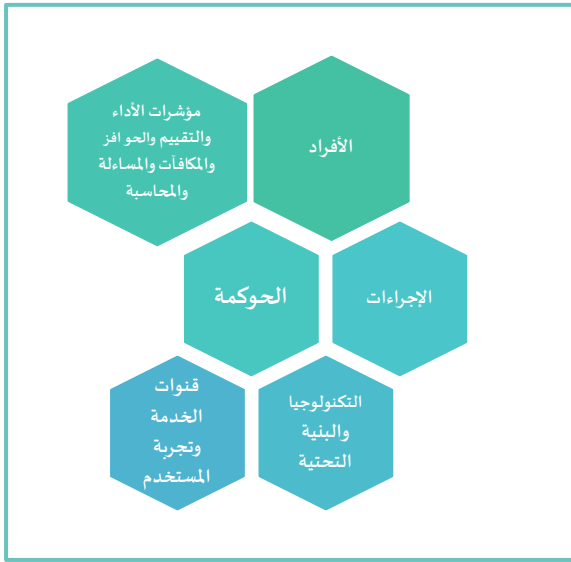 الأفراد
مؤشرات الأداء
والتقييم والحوافز
والمكافآت والمساءلة
والمحاسبة
الإجراءات
الحوكمة
التكنولوجيا
والبنية
التحتية
قنوات
الخدمة
وتجربة
المستخدم